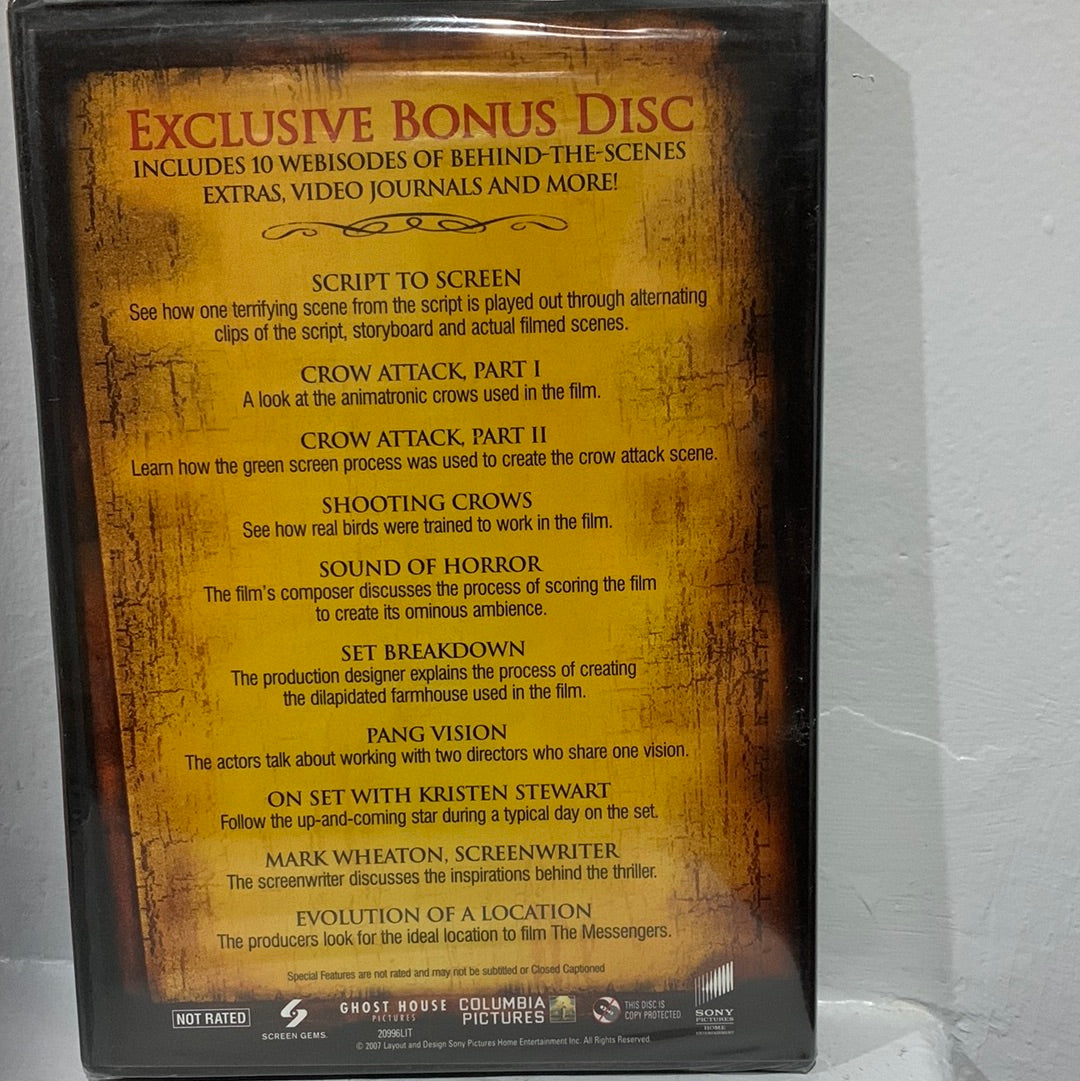 EXCLUSIVE BONUS DISC
INCLUDES 10 WEBISODES OF BEHIND-THE-SCENES
EXTRAS, VIDEO JOURNALS AND MORE!
SCRIPT TO SCREEN
See how one terrifying scene from the script is played out through alternating
clips of the script, storyboard and actual filmed scenes.
CROW ATTACK, PART I
A look at the animatronic crows used in the film.
CROW ATTACK, PART II
Learn how the green screen process was used to create the crow attack scene.
SHOOTING CROWS
See how real birds were trained to work in the film.
SOUND OF HORROR
The film's composer discusses the process of scoring the film
to create its ominous ambience.
SET BREAKDOWN
The production designer explains the process of creating
the dilapidated farmhouse used in the film.
PANG VISION
The actors talk about working with two directors who share one vision.
ON SET WITH KRISTEN STEWART
Follow the up-and-coming star during a typical day on the set.
MARK WHEATON, SCREENWRITER
The screenwriter discusses the inspirations behind the thriller.
EVOLUTION OF A LOCATION
The producers look for the ideal location to film The Messengers.
Special Features are not rated and may not be subtitled or Closed Captioned
NOT RATED
SCREEN GEMS
GHOST HOUSE
PICTURES
COLUMBIA
PICTURES
THIS DISC IS
COPY PROTECTED
SONY
PICTURES
HOME
ENTERTAINMENT
20996LIT
© 2007 Layout and Design Sony Pictures Home Entertainment Inc. All Rights Reserved.